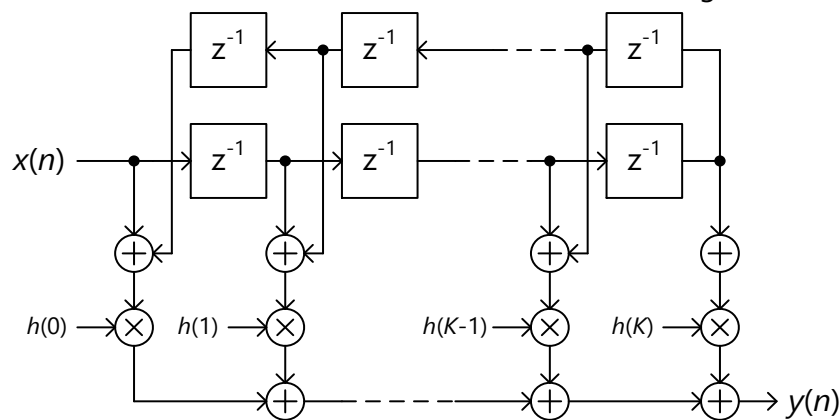 z⁻¹ z⁻¹ z⁻¹
x(n) z⁻¹ z⁻¹ z⁻¹
h(0) h(1) h(K-1) h(K)
y(n)